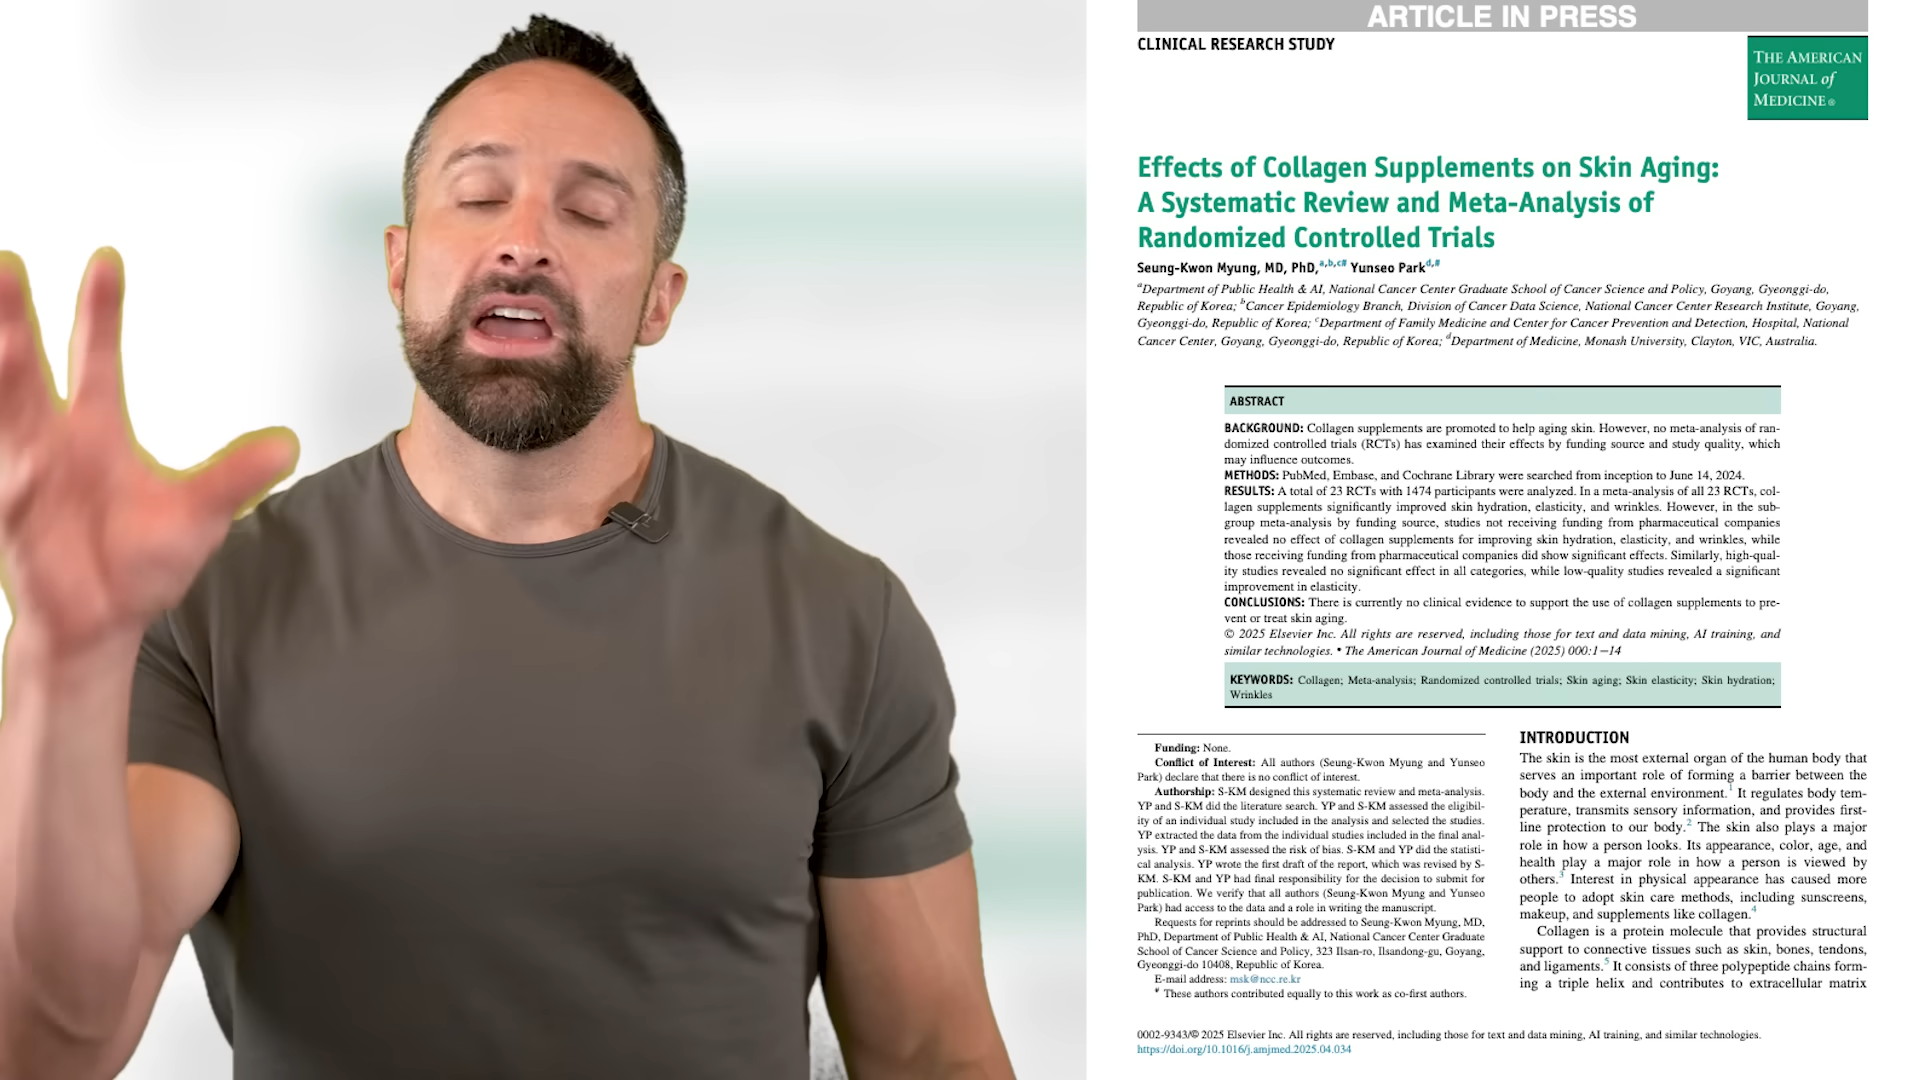 ARTICLE IN PRESS
CLINICAL RESEARCH STUDY
THE AMERICAN
JOURNAL of
MEDICINE®
Effects of Collagen Supplements on Skin Aging:
A Systematic Review and Meta-Analysis of
Randomized Controlled Trials
Seung-Kwon Myung, MD, PhD,a,b,c# Yunseo Parkd,#
aDepartment of Public Health & AI, National Cancer Center Graduate School of Cancer Science and Policy, Goyang, Gyeonggi-do,
Republic of Korea; bCancer Epidemiology Branch, Division of Cancer Data Science, National Cancer Center Research Institute, Goyang,
Gyeonggi-do, Republic of Korea; cDepartment of Family Medicine and Center for Cancer Prevention and Detection, Hospital, National
Cancer Center, Goyang, Gyeonggi-do, Republic of Korea; dDepartment of Medicine, Monash University, Clayton, VIC, Australia.
ABSTRACT
BACKGROUND: Collagen supplements are promoted to help aging skin. However, no meta-analysis of ran-
domized controlled trials (RCTs) has examined their effects by funding source and study quality, which
may influence outcomes.
METHODS: PubMed, Embase, and Cochrane Library were searched from inception to June 14, 2024.
RESULTS: A total of 23 RCTs with 1474 participants were analyzed. In a meta-analysis of all 23 RCTs, col-
lagen supplements significantly improved skin hydration, elasticity, and wrinkles. However, in the sub-
group meta-analysis by funding source, studies not receiving funding from pharmaceutical companies
revealed no effect of collagen supplements for improving skin hydration, elasticity, and wrinkles, while
those receiving funding from pharmaceutical companies did show significant effects. Similarly, high-qual-
ity studies revealed no significant effect in all categories, while low-quality studies revealed a significant
improvement in elasticity.
CONCLUSIONS: There is currently no clinical evidence to support the use of collagen supplements to pre-
vent or treat skin aging.
© 2025 Elsevier Inc. All rights are reserved, including those for text and data mining, AI training, and
similar technologies. • The American Journal of Medicine (2025) 000:1−14
KEYWORDS: Collagen; Meta-analysis; Randomized controlled trials; Skin aging; Skin elasticity; Skin hydration;
Wrinkles
Funding: None.
Conflict of Interest: All authors (Seung-Kwon Myung and Yunseo
Park) declare that there is no conflict of interest.
Authorship: S-KM designed this systematic review and meta-analysis.
YP and S-KM did the literature search. YP and S-KM assessed the eligibil-
ity of an individual study included in the analysis and selected the studies.
YP extracted the data from the individual studies included in the final anal-
ysis. YP and S-KM assessed the risk of bias. S-KM and YP did the statisti-
cal analysis. YP wrote the first draft of the report, which was revised by S-
KM. S-KM and YP had final responsibility for the decision to submit for
publication. We verify that all authors (Seung-Kwon Myung and Yunseo
Park) had access to the data and a role in writing the manuscript.
Requests for reprints should be addressed to Seung-Kwon Myung, MD,
PhD, Department of Public Health & AI, National Cancer Center Graduate
School of Cancer Science and Policy, 323 Ilsan-ro, Ilsandong-gu, Goyang,
Gyeonggi-do 10408, Republic of Korea.
E-mail address: msk@ncc.re.kr
# These authors contributed equally to this work as co-first authors.
INTRODUCTION
The skin is the most external organ of the human body that
serves an important role of forming a barrier between the
body and the external environment.1 It regulates body tem-
perature, transmits sensory information, and provides first-
line protection to our body.2 The skin also plays a major
role in how a person looks. Its appearance, color, age, and
health play a major role in how a person is viewed by
others.3 Interest in physical appearance has caused more
people to adopt skin care methods, including sunscreens,
makeup, and supplements like collagen.4
Collagen is a protein molecule that provides structural
support to connective tissues such as skin, bones, tendons,
and ligaments.5 It consists of three polypeptide chains form-
ing a triple helix and contributes to extracellular matrix
0002-9343/© 2025 Elsevier Inc. All rights are reserved, including those for text and data mining, AI training, and similar technologies.
https://doi.org/10.1016/j.amjmed.2025.04.034